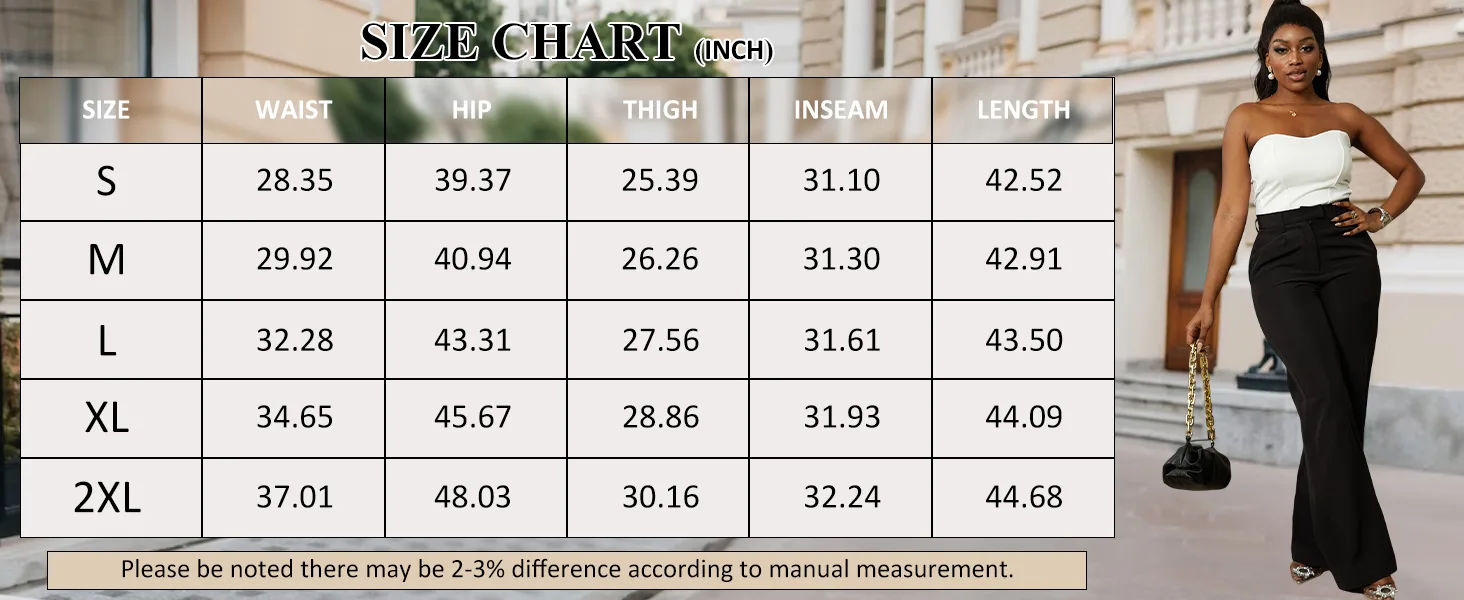 SIZE CHART (INCH)
SIZE WAIST HIP THIGH INSEAM LENGTH
S 28.35 39.37 25.39 31.10 42.52
M 29.92 40.94 26.26 31.30 42.91
L 32.28 43.31 27.56 31.61 43.50
XL 34.65 45.67 28.86 31.93 44.09
2XL 37.01 48.03 30.16 32.24 44.68
Please be noted there may be 2-3% difference according to manual measurement.